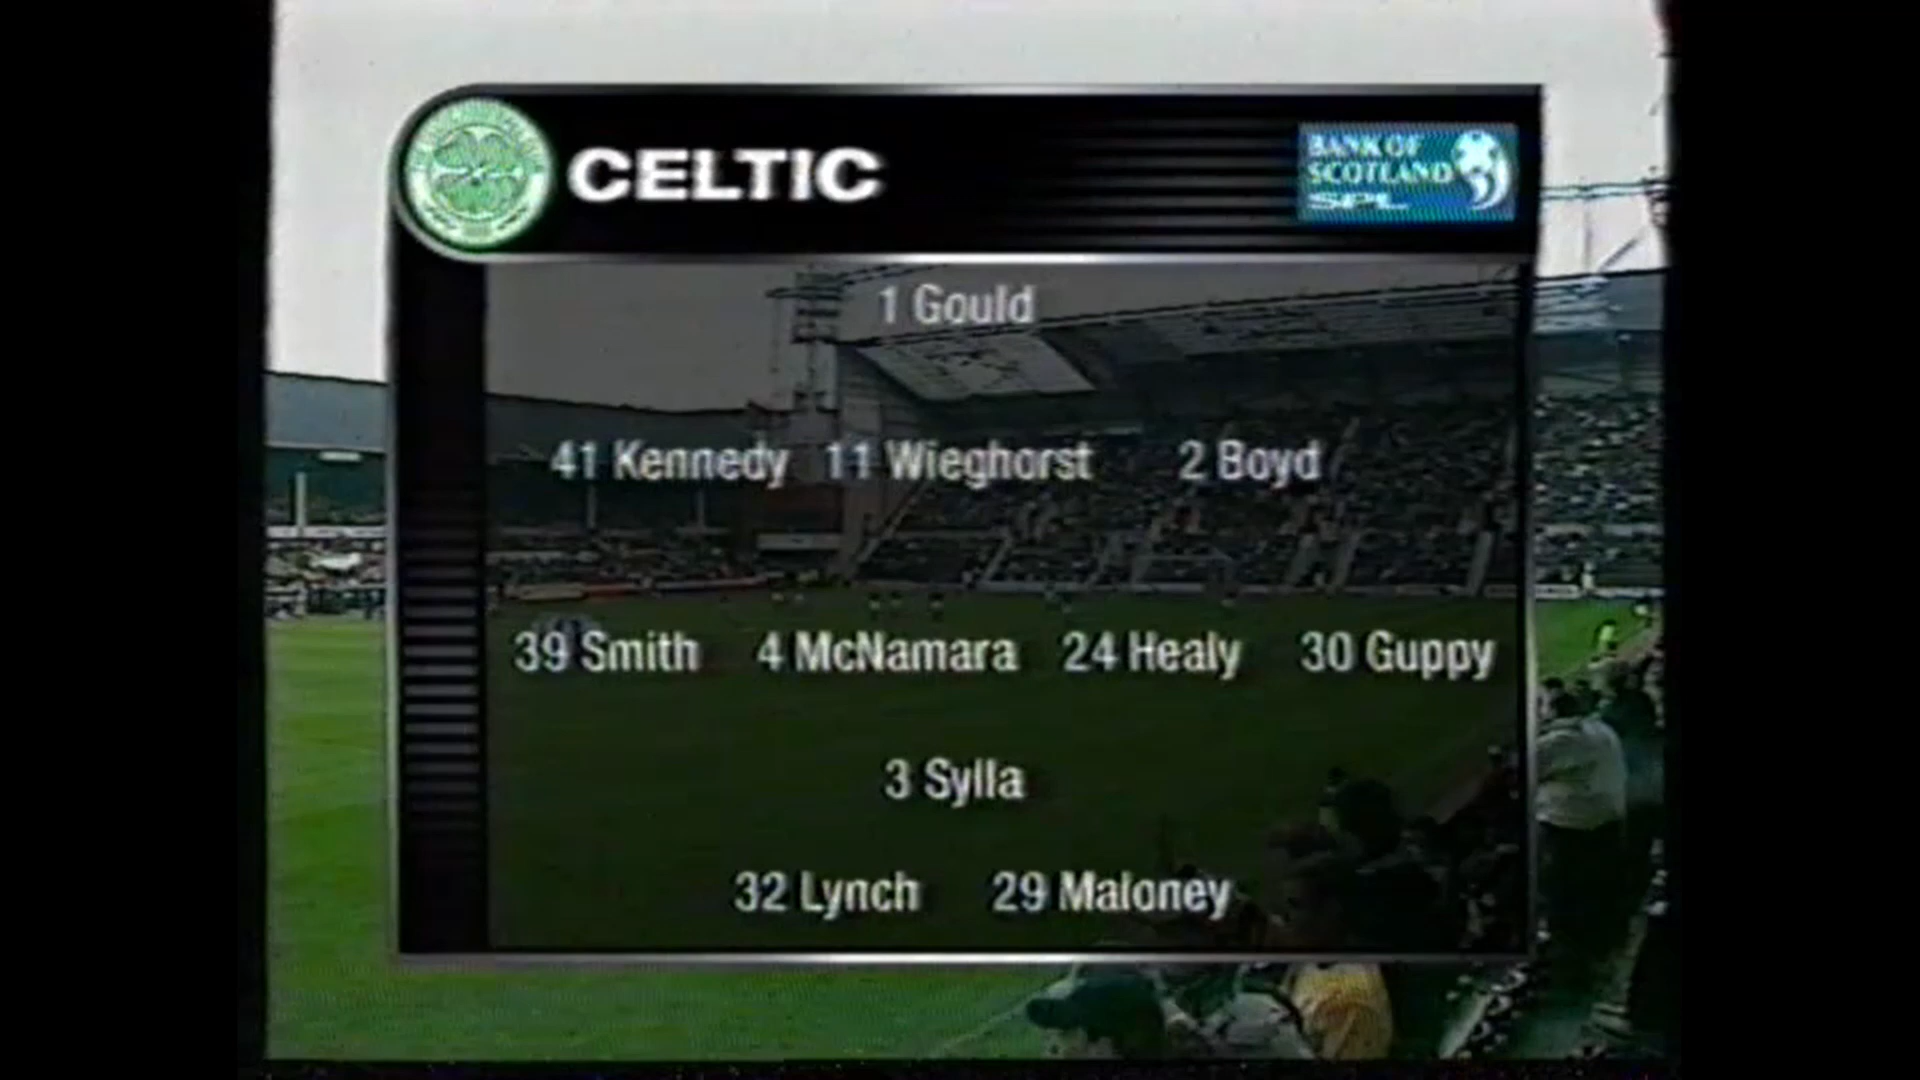 CELTIC
BANK OF
SCOTLAND
SPL
1 Gould
41 Kennedy 11 Wieghorst 2 Boyd
39 Smith 4 McNamara 24 Healy 30 Guppy
3 Sylla
32 Lynch 29 Maloney